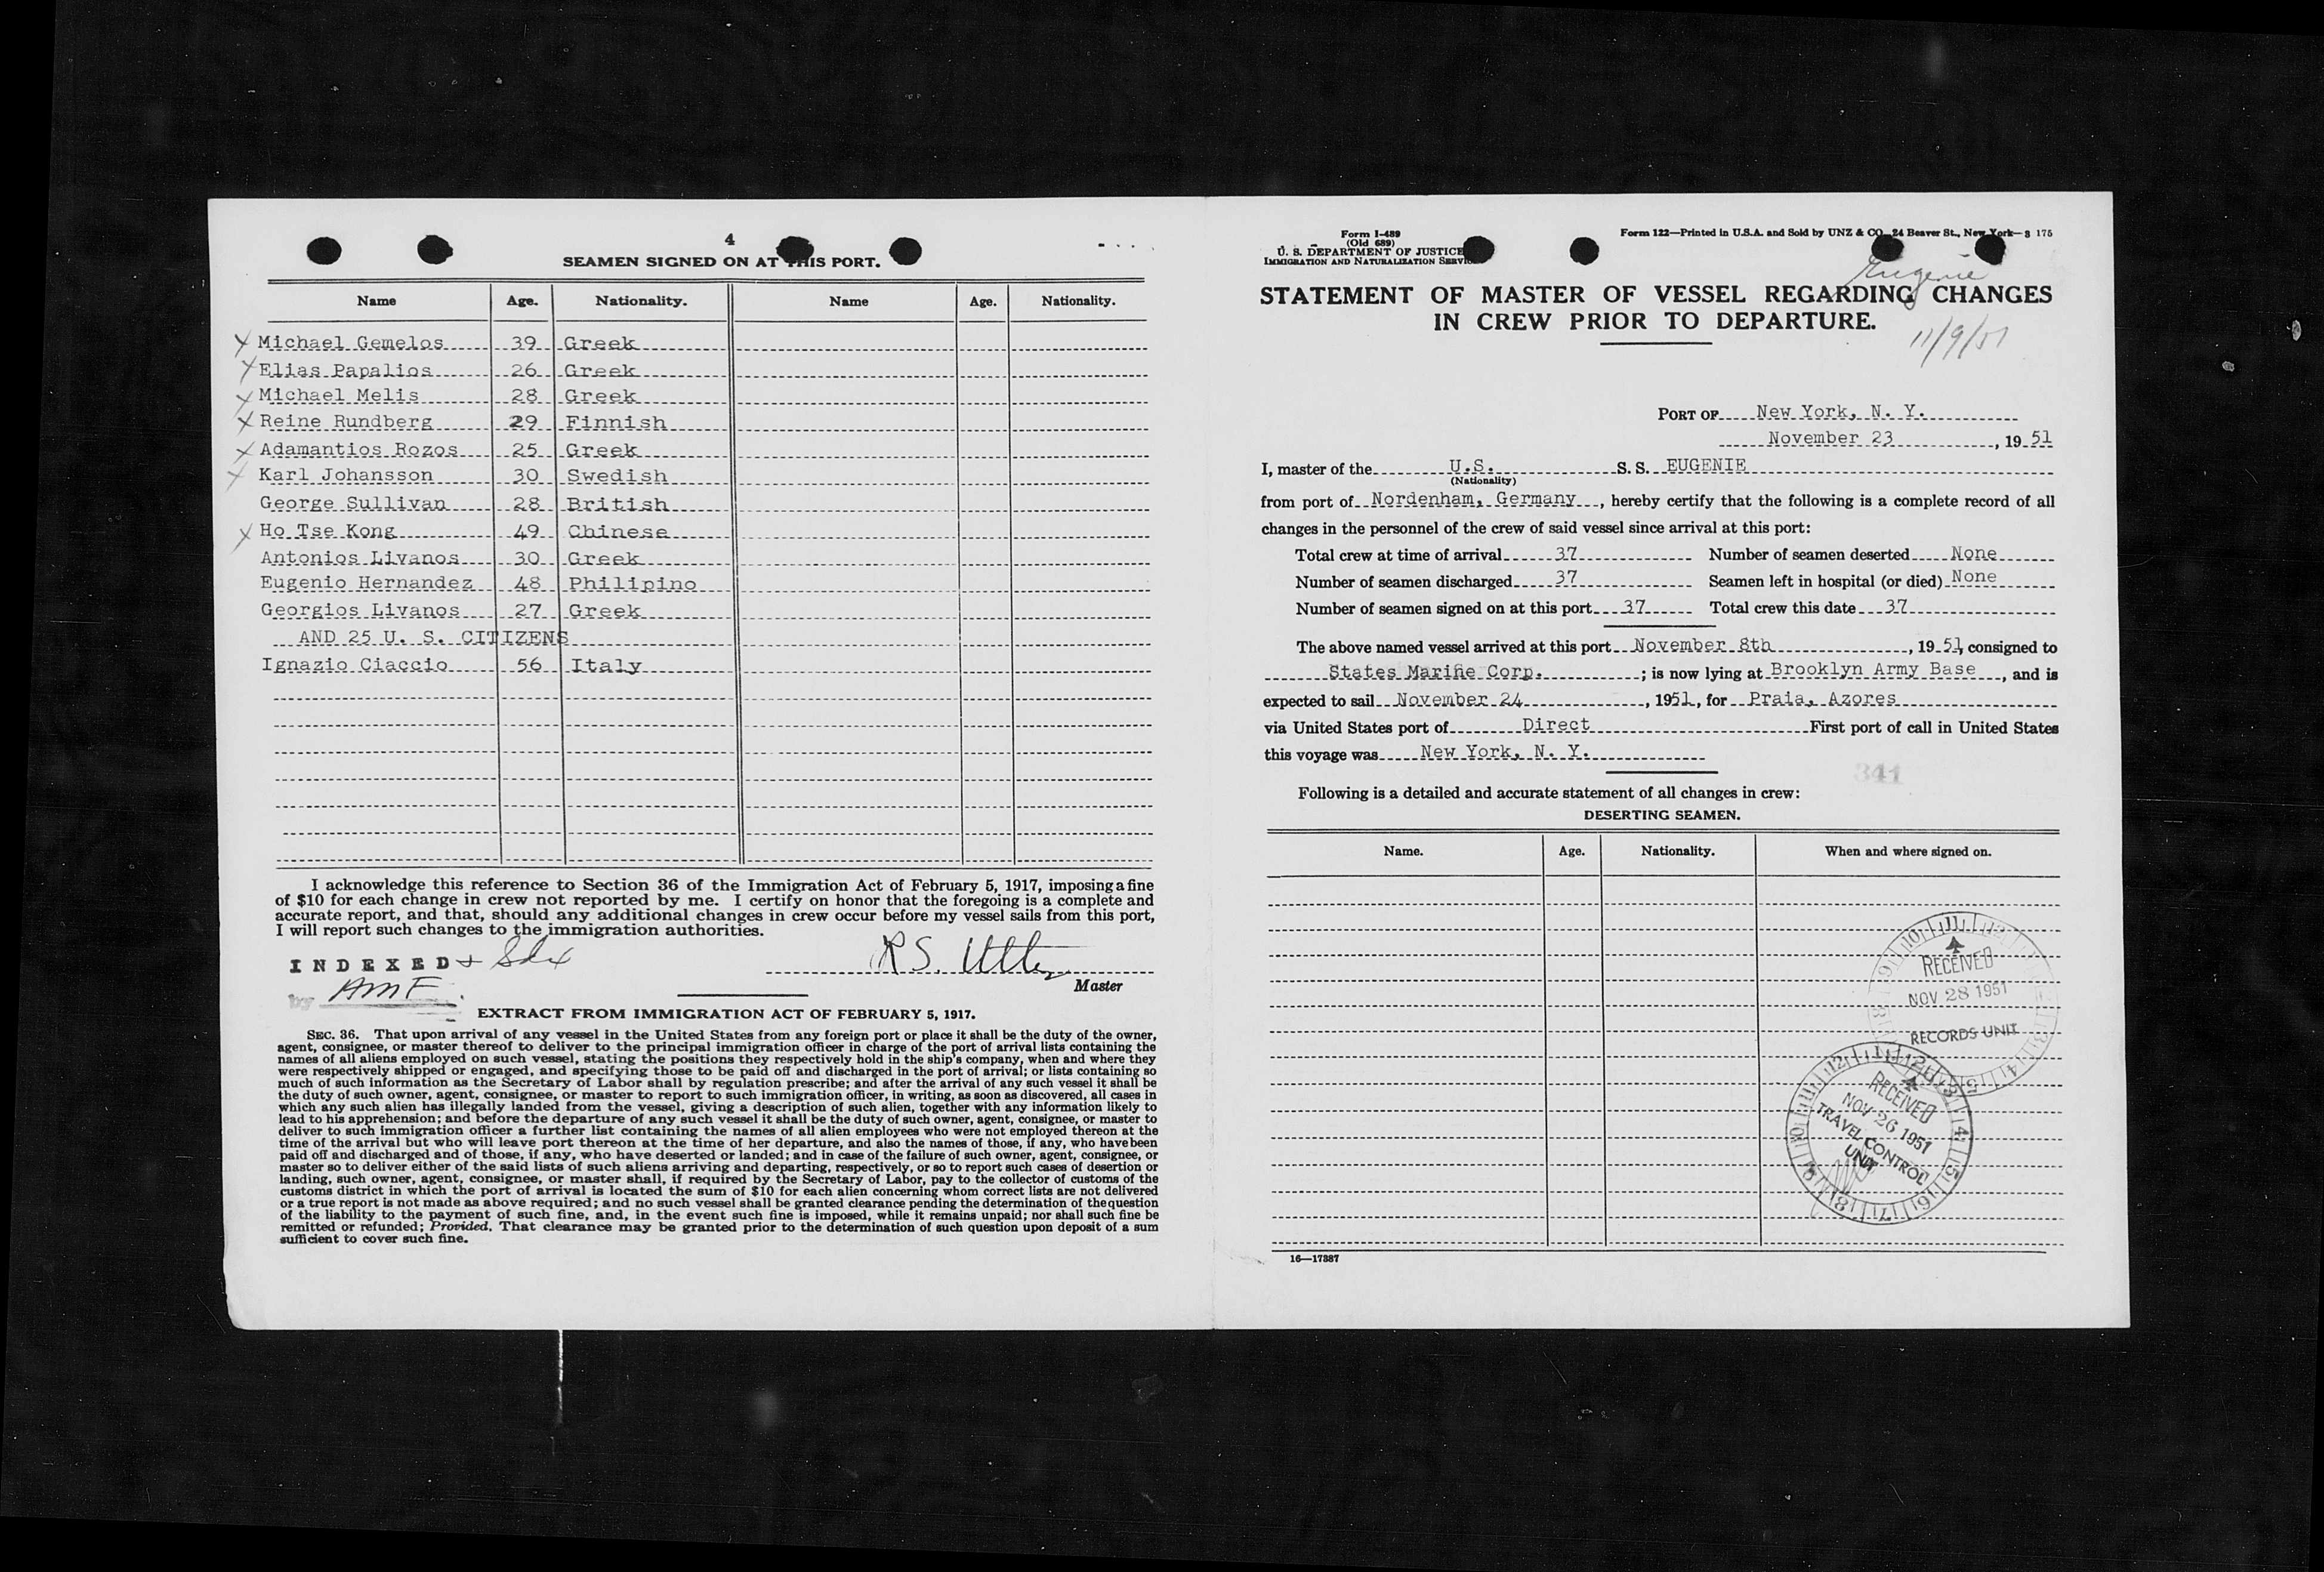 4
SEAMEN SIGNED ON AT THIS PORT.
Name Age. Nationality. Name Age. Nationality.
X Michael Gemelos 39 Greek
X Elias Papalios 26 Greek
X Michael Melis 28 Greek
X Reine Rundberg 29 Finnish
X Adamantios Rozos 25 Greek
X Karl Johansson 30 Swedish
George Sullivan 28 British
X Ho Tse Kong 49 Chinese
Antonios Livanos 30 Greek
Eugenio Hernandez 48 Philipino
Georgios Livanos 27 Greek
AND 25 U. S. CITIZENS
Ignazio Ciaccio 56 Italy
I acknowledge this reference to Section 36 of the Immigration Act of February 5, 1917, imposing a fine
of $10 for each change in crew not reported by me. I certify on honor that the foregoing is a complete and
accurate report, and that, should any additional changes in crew occur before my vessel sails from this port,
I will report such changes to the immigration authorities.
INDEXED
by AMF
R S.
Master
EXTRACT FROM IMMIGRATION ACT OF FEBRUARY 5, 1917.
SEC. 36. That upon arrival of any vessel in the United States from any foreign port or place it shall be the duty of the owner,
agent, consignee, or master thereof to deliver to the principal immigration officer in charge of the port of arrival lists containing the
names of all aliens employed on such vessel, stating the positions they respectively hold in the ship's company, when and where they
were respectively shipped or engaged, and specifying those to be paid off and discharged in the port of arrival; or lists containing so
much of such information as the Secretary of Labor shall by regulation prescribe; and after the arrival of any such vessel it shall be
the duty of such owner, agent, consignee, or master to report to such immigration officer, in writing, as soon as discovered, all cases in
which any such alien has illegally landed from the vessel, giving a description of such alien, together with any information likely to
lead to his apprehension; and before the departure of any such vessel it shall be the duty of such owner, agent, consignee, or master to
deliver to such immigration officer a further list containing the names of all alien employees who were not employed thereon at the
time of the arrival but who will leave port thereon at the time of her departure, and also the names of those, if any, who have been
paid off and discharged and of those, if any, who have deserted or landed; and in case of the failure of such owner, agent, consignee, or
master so to deliver either of the said lists of such aliens arriving and departing, respectively, or so to report such cases of desertion or
landing, such owner, agent, consignee, or master shall, if required by the Secretary of Labor, pay to the collector of customs of the
customs district in which the port of arrival is located the sum of $10 for each alien concerning whom correct lists are not delivered
or a true report is not made as above required; and no such vessel shall be granted clearance pending the determination of the question
of the liability to the payment of such fine, and, in the event such fine is imposed, while it remains unpaid; nor shall such fine be
remitted or refunded; Provided, That clearance may be granted prior to the determination of such question upon deposit of a sum
sufficient to cover such fine.
Form I-489
(Old 689)
U. S. DEPARTMENT OF JUSTICE
IMMIGRATION AND NATURALIZATION SERVICE
Form 122—Printed in U.S.A. and Sold by UNZ & CO., 24 Beaver St., New York—8 175
Eugenie
STATEMENT OF MASTER OF VESSEL REGARDING CHANGES
IN CREW PRIOR TO DEPARTURE.
11/9/51
PORT OF New York, N. Y.
November 23, 1951
I, master of the U.S. S. S. EUGENIE
(Nationality)
from port of Nordenham, Germany, hereby certify that the following is a complete record of all
changes in the personnel of the crew of said vessel since arrival at this port:
Total crew at time of arrival 37 Number of seamen deserted None
Number of seamen discharged 37 Seamen left in hospital (or died) None
Number of seamen signed on at this port 37 Total crew this date 37
The above named vessel arrived at this port November 8th, 1951, consigned to
States Marine Corp.; is now lying at Brooklyn Army Base, and is
expected to sail November 24, 1951, for Praia, Azores
via United States port of Direct First port of call in United States
this voyage was New York, N. Y.
341
Following is a detailed and accurate statement of all changes in crew:
DESERTING SEAMEN.
Name. Age. Nationality. When and where signed on.
RECEIVED
NOV 28 1951
RECORDS UNIT
RECEIVED
NOV 26 1951
TRAVEL CONTROL
UNIT
16—17887